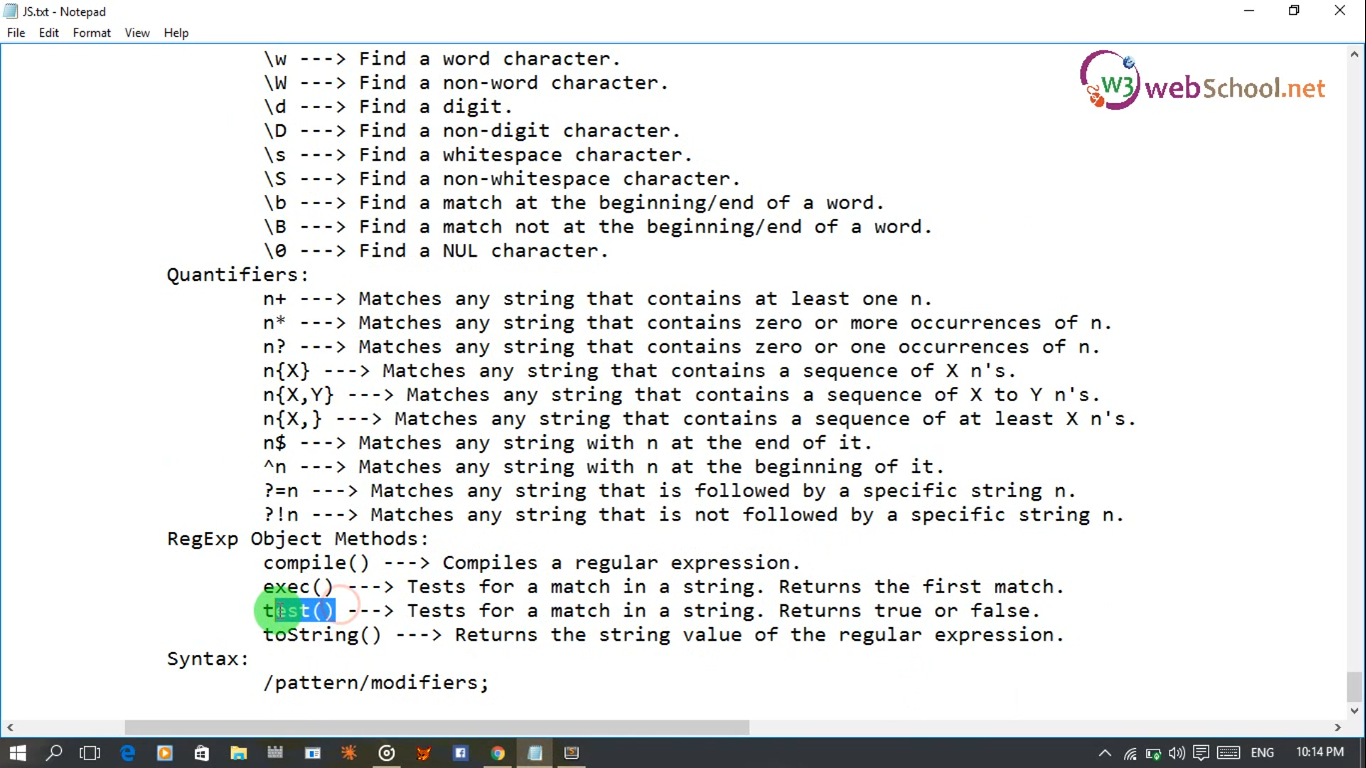 JS.txt - Notepad
File Edit Format View Help
W3 webSchool.net
\w ---> Find a word character.
\W ---> Find a non-word character.
\d ---> Find a digit.
\D ---> Find a non-digit character.
\s ---> Find a whitespace character.
\S ---> Find a non-whitespace character.
\b ---> Find a match at the beginning/end of a word.
\B ---> Find a match not at the beginning/end of a word.
\0 ---> Find a NUL character.
Quantifiers:
n+ ---> Matches any string that contains at least one n.
n* ---> Matches any string that contains zero or more occurrences of n.
n? ---> Matches any string that contains zero or one occurrences of n.
n{X} ---> Matches any string that contains a sequence of X n's.
n{X,Y} ---> Matches any string that contains a sequence of X to Y n's.
n{X,} ---> Matches any string that contains a sequence of at least X n's.
n$ ---> Matches any string with n at the end of it.
^n ---> Matches any string with n at the beginning of it.
?=n ---> Matches any string that is followed by a specific string n.
?!n ---> Matches any string that is not followed by a specific string n.
RegExp Object Methods:
compile() ---> Compiles a regular expression.
exec() ---> Tests for a match in a string. Returns the first match.
test() ---> Tests for a match in a string. Returns true or false.
toString() ---> Returns the string value of the regular expression.
Syntax:
/pattern/modifiers;
ENG 10:14 PM